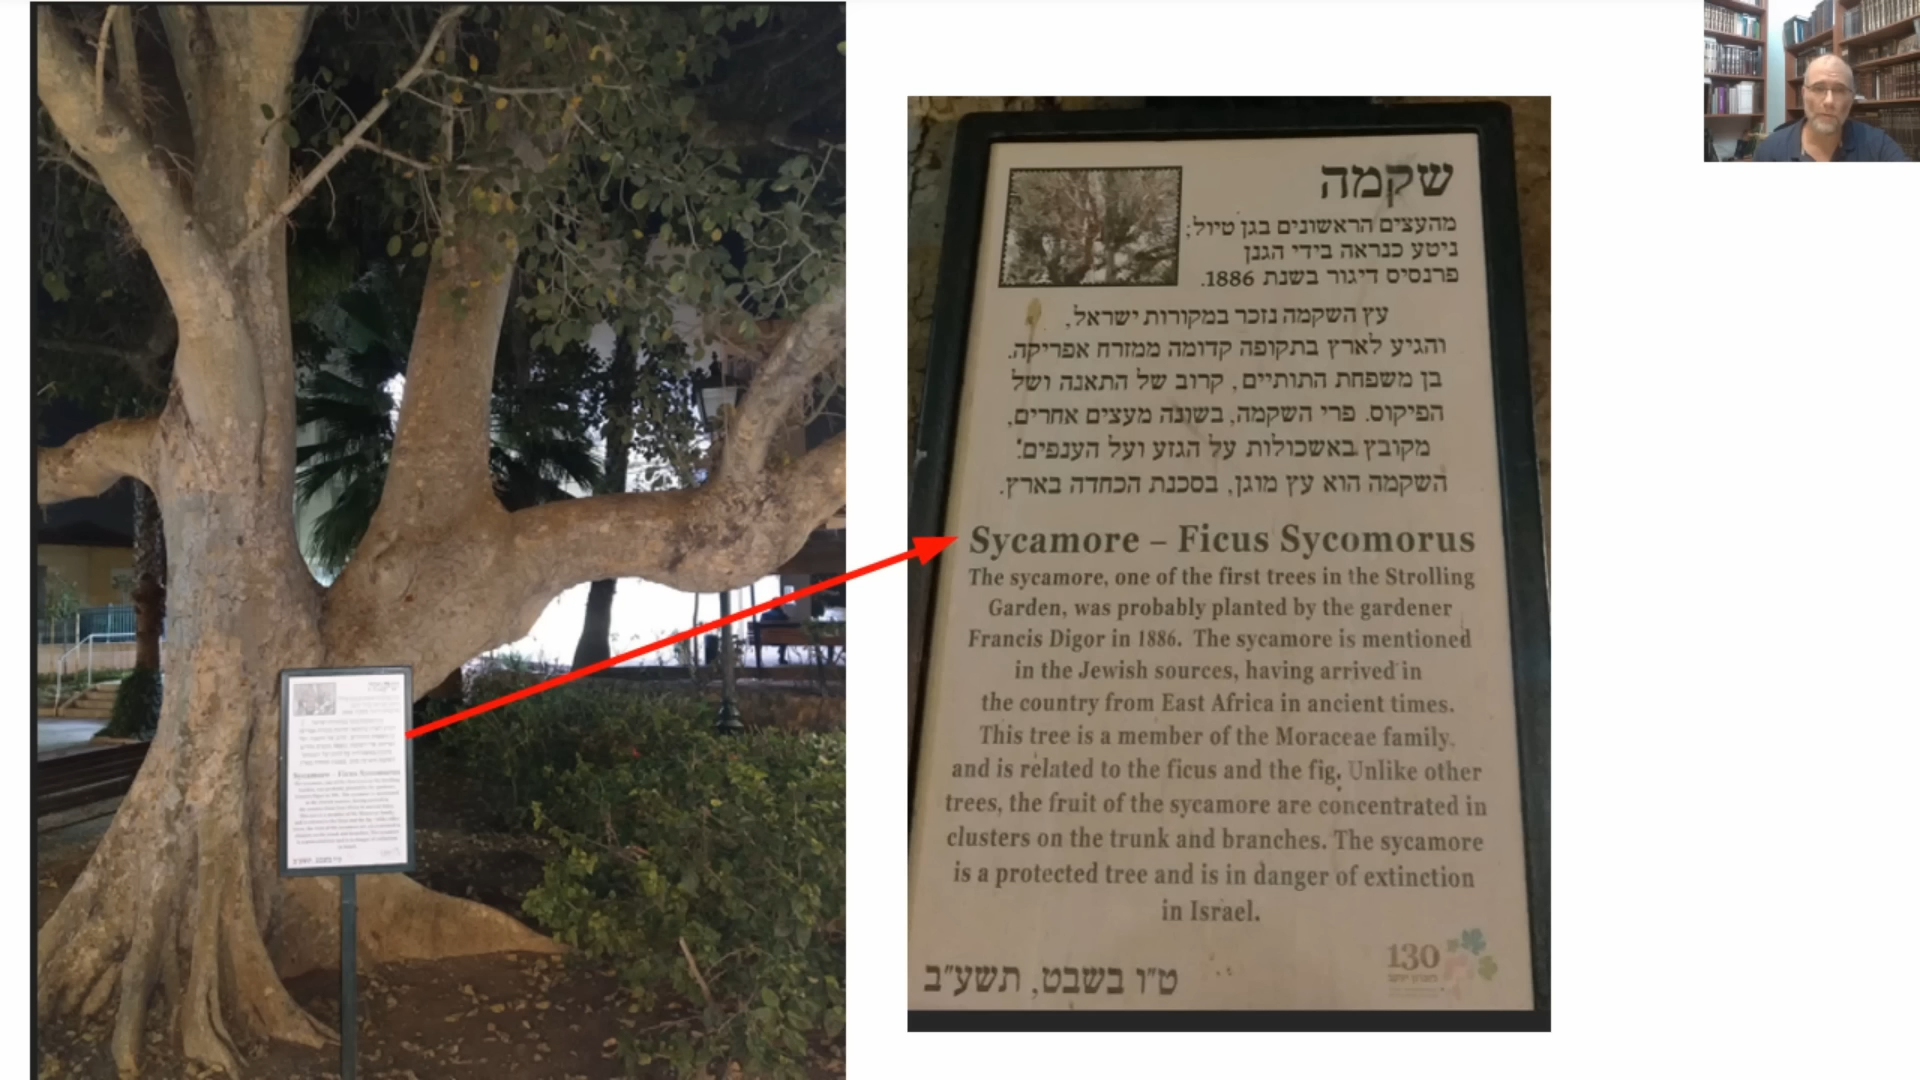 שקמה
מהעצים הראשונים בגן טיול;
ניטע כנראה בידי הגנן
פרנסיס דיגור בשנת 1886.
עץ השקמה נזכר במקורות ישראל,
והגיע לארץ בתקופה קדומה ממזרח אפריקה.
בן משפחת התותיים, קרוב של התאנה ושל
הפיקוס. פרי השקמה, בשונה מעצים אחרים,
מקובץ באשכולות על הגזע ועל הענפים.
השקמה הוא עץ מוגן, בסכנת הכחדה בארץ.
Sycamore – Ficus Sycomorus
The sycamore, one of the first trees in the Strolling
Garden, was probably planted by the gardener
Francis Digor in 1886. The sycamore is mentioned
in the Jewish sources, having arrived in
the country from East Africa in ancient times.
This tree is a member of the Moraceae family
and is related to the ficus and the fig. Unlike other
trees, the fruit of the sycamore are concentrated in
clusters on the trunk and branches. The sycamore
is a protected tree and is in danger of extinction
in Israel.
ט"ו בשבט, תשע"ב
130
Sycamore – Ficus Sycomorus